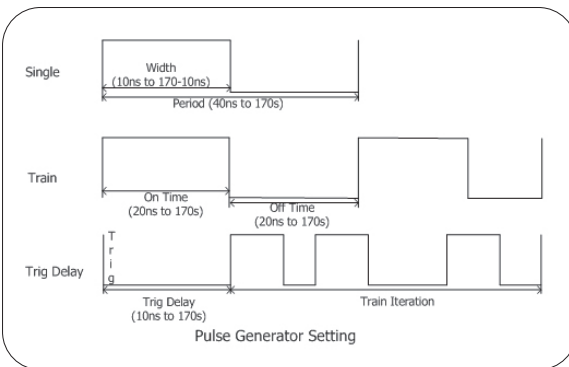 Single
Width
(10ns to 170-10ns)
Period (40ns to 170s)
Train
On Time
(20ns to 170s)
Off Time
(20ns to 170s)
Trig
Trig Delay
Trig Delay
(10ns to 170s)
Train Iteration
Pulse Generator Setting